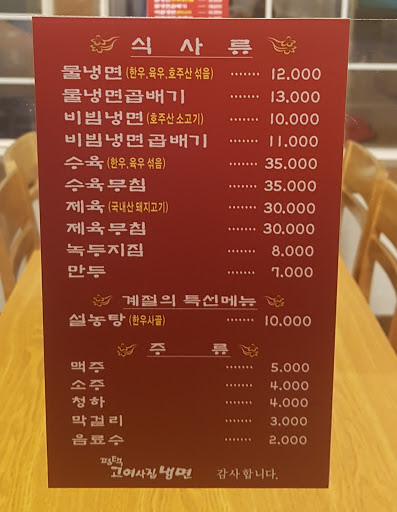 식 사 류
물냉면 (한우,육우,호주산 섞음) ······· 12.000
물냉면곱배기 ······· 13.000
비빔냉면 (호주산 소고기) ······· 10.000
비빔냉면곱배기 ······· 11.000
수육 (한우,육우 섞음) ······· 35.000
수육무침 ······· 35.000
제육 (국내산 돼지고기) ······· 30.000
제육무침 ······· 30.000
녹두지짐 ······· 8.000
만두 ······· 7.000
계절의 특선메뉴
설농탕 (한우사골) ······· 10.000
주 류
맥주 ······· 5.000
소주 ······· 4.000
청하 ······· 4.000
막걸리 ······· 3.000
음료수 ······· 2.000
평택 고여사집냉면 감사합니다.